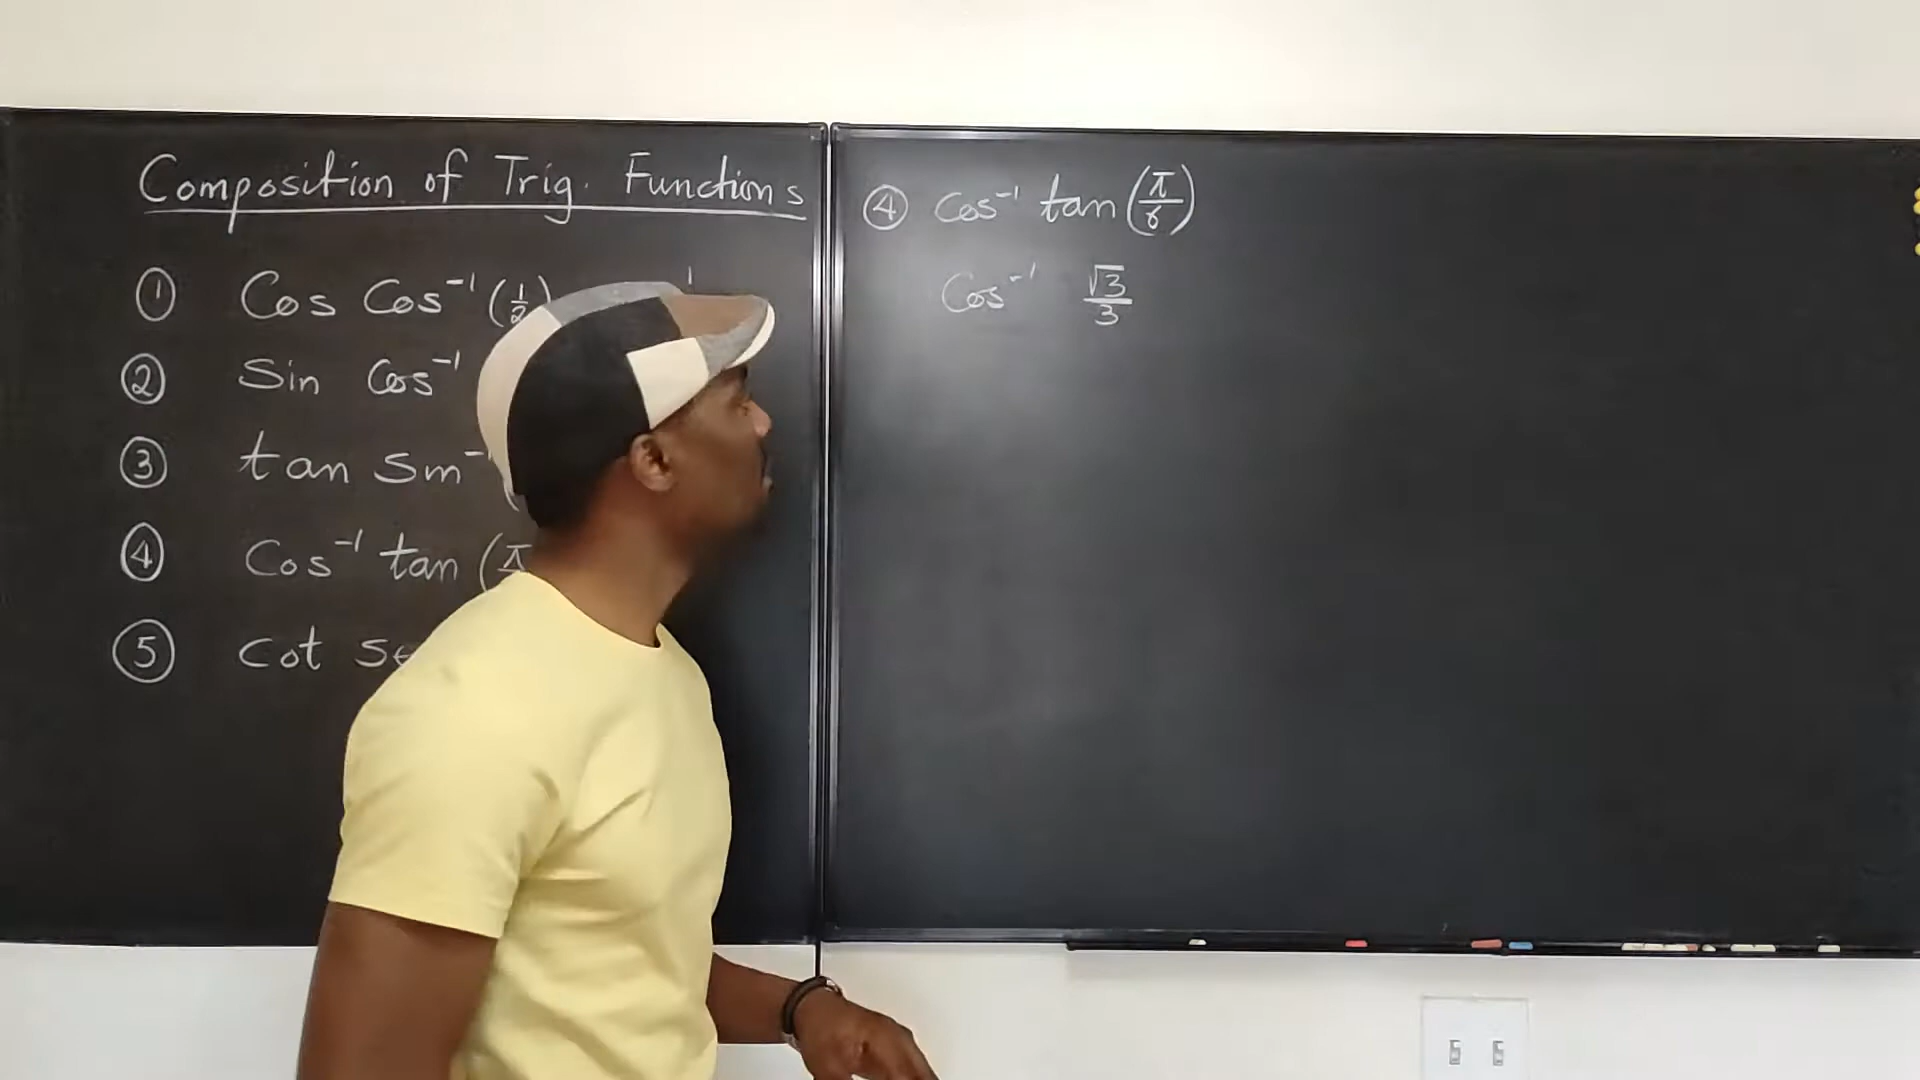 Composition of Trig. Functions
① Cos Cos⁻¹ (1/2)
② Sin Cos⁻¹
③ tan Sin⁻¹
④ Cos⁻¹ tan (π
⑤ Cot
④ Cos⁻¹ tan (π/6)
Cos⁻¹ √3/3